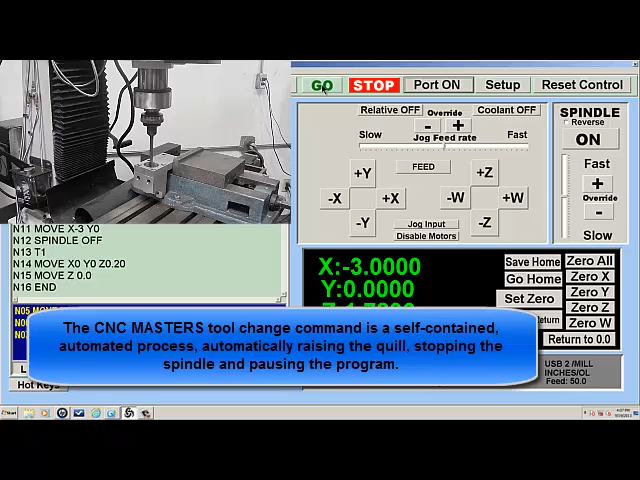 GO STOP Port ON Setup Reset Control
Relative OFF Override Coolant OFF
- +
Jog Feed rate
Slow Fast
SPINDLE
Reverse
ON
Fast
+
Override
-
Slow
+Y FEED +Z
-X +X -W +W
-Y -Z
Jog Input
Disable Motors
N11 MOVE X-3 Y0
N12 SPINDLE OFF
N13 T1
N14 MOVE X0 Y0 Z0.20
N15 MOVE Z 0.0
N16 END
X:-3.0000
Y:0.0000
Save Home Zero All
Go Home Zero X
Set Zero Zero Y
Zero Z
Zero W
Return to 0.0
The CNC MASTERS tool change command is a self-contained,
automated process, automatically raising the quill, stopping the
spindle and pausing the program.
USB 2 /MILL
INCHES/OL
Feed: 50.0
Hot Keys